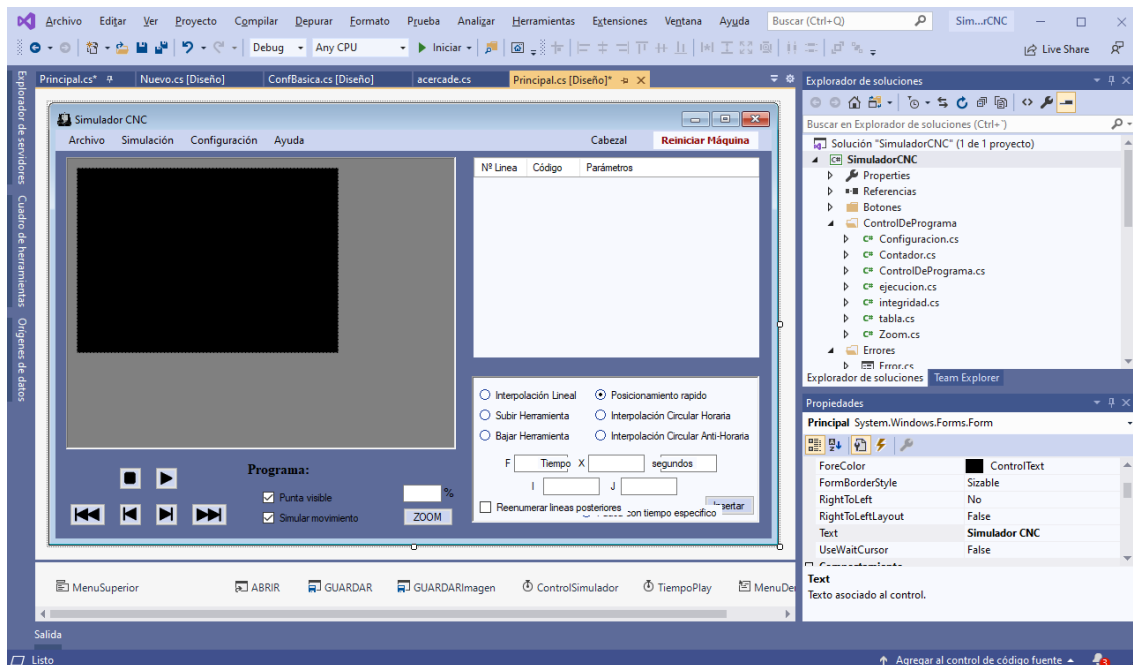 Archivo Editar Ver Proyecto Compilar Depurar Formato Prueba Analizar Herramientas Extensiones Ventana Ayuda Buscar (Ctrl+Q) Sim...rCNC
Debug Any CPU Iniciar Live Share
Explorador de servidores
Cuadro de herramientas
Orígenes de datos
Principal.cs* Nuevo.cs [Diseño] ConfBasica.cs [Diseño] acercade.cs Principal.cs [Diseño]*
Simulador CNC
Archivo Simulación Configuración Ayuda Cabezal Reiniciar Máquina
Nº Linea Código Parámetros
Interpolación Lineal Posicionamiento rapido
Subir Herramienta Interpolación Circular Horaria
Bajar Herramienta Interpolación Circular Anti-Horaria
F Tiempo X segundos
I J
Reenumerar lineas posteriores con tiempo especifico
Programa:
Punta visible %
Simular movimiento ZOOM
MenuSuperior ABRIR GUARDAR GUARDARImagen ControlSimulador TiempoPlay
Explorador de soluciones
Buscar en Explorador de soluciones (Ctrl+¨)
Solución "SimuladorCNC" (1 de 1 proyecto)
SimuladorCNC
Properties
Referencias
Botones
ControlDePrograma
Configuracion.cs
Contador.cs
ControlDePrograma.cs
ejecucion.cs
integridad.cs
tabla.cs
Zoom.cs
Errores
Error.cs
Explorador de soluciones Team Explorer
Propiedades
Principal System.Windows.Forms.Form
ForeColor ControlText
FormBorderStyle Sizable
RightToLeft No
RightToLeftLayout False
Text Simulador CNC
UseWaitCursor False
Text
Texto asociado al control.
Salida
Listo Agregar al control de código fuente 3